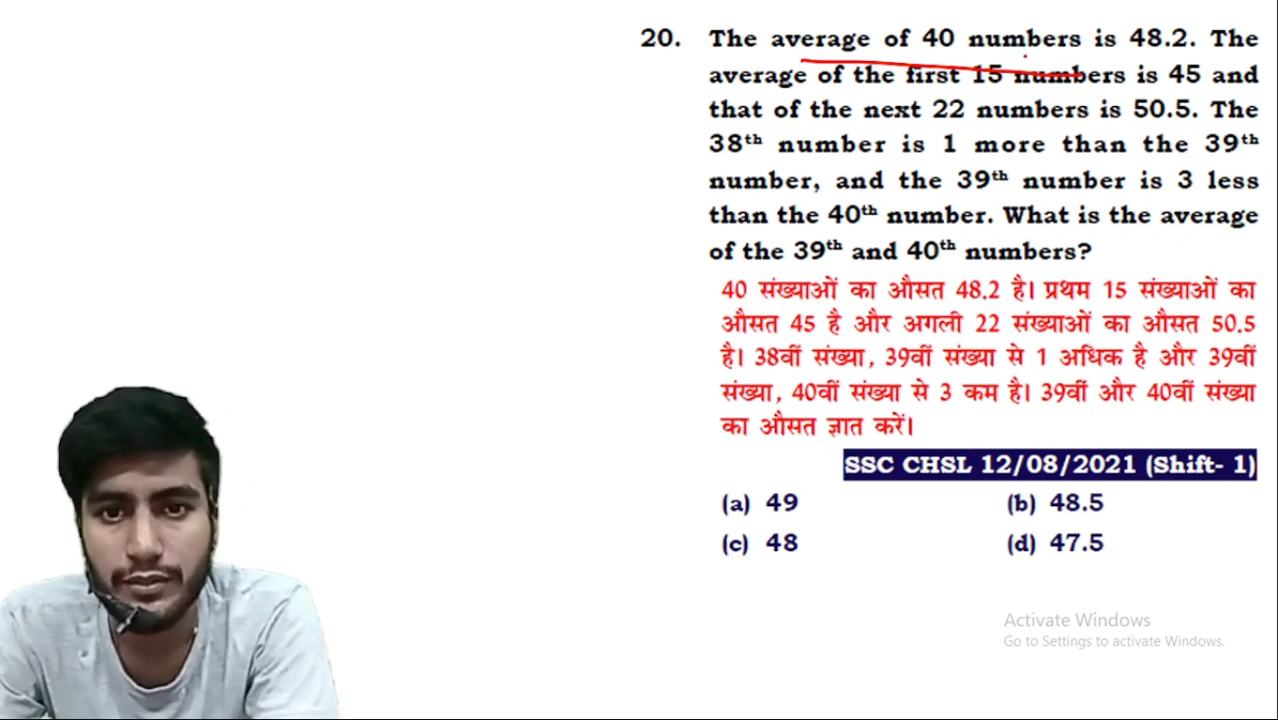 20. The average of 40 numbers is 48.2. The
average of the first 15 numbers is 45 and
that of the next 22 numbers is 50.5. The
38th number is 1 more than the 39th
number, and the 39th number is 3 less
than the 40th number. What is the average
of the 39th and 40th numbers?
40 संख्याओं का औसत 48.2 है। प्रथम 15 संख्याओं का
औसत 45 है और अगली 22 संख्याओं का औसत 50.5
है। 38वीं संख्या, 39वीं संख्या से 1 अधिक है और 39वीं
संख्या, 40वीं संख्या से 3 कम है। 39वीं और 40वीं संख्या
का औसत ज्ञात करें।
SSC CHSL 12/08/2021 (Shift- 1)
(a) 49 (b) 48.5
(c) 48 (d) 47.5
Activate Windows
Go to Settings to activate Windows.